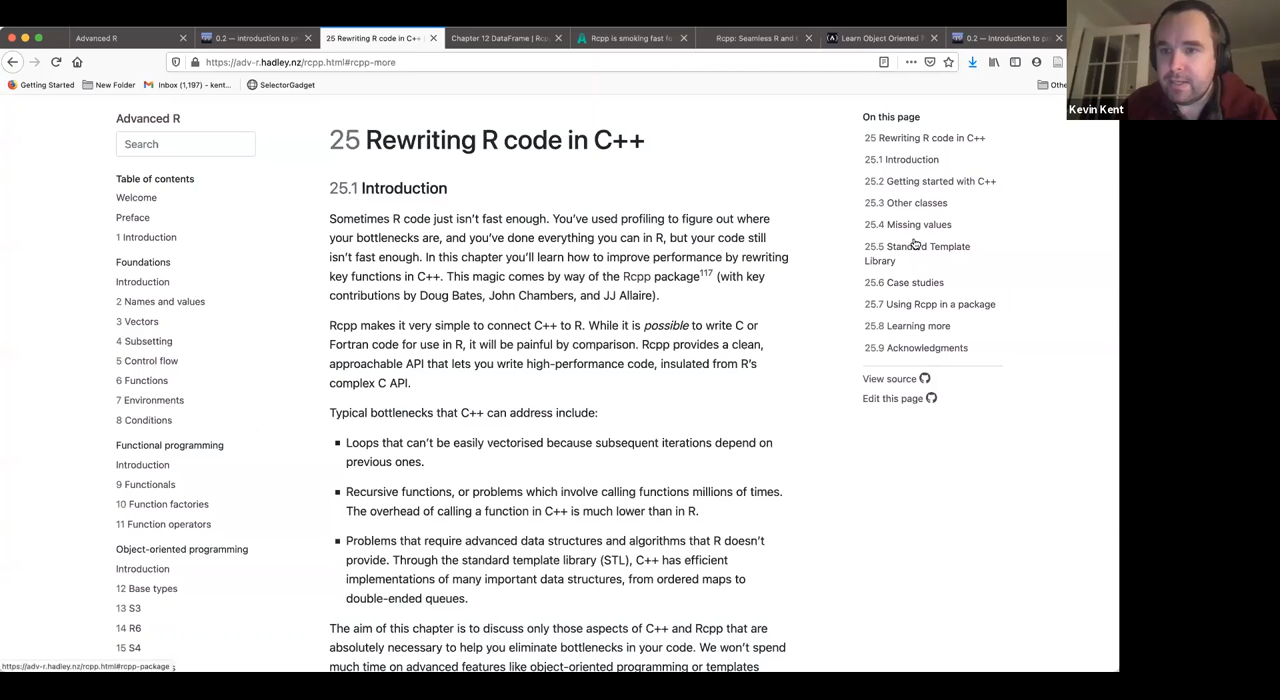 Advanced R
0.2 — introduction to p
25 Rewriting R code in C++
Chapter 12 DataFrame | Rcp
Rcpp is smoking fast fo
Rcpp: Seamless R and
Learn Object Oriented
0.2 — Introduction to p
https://adv-r.hadley.nz/rcpp.html#rcpp-more
Getting Started
New Folder
Inbox (1,197) - kent...
SelectorGadget
Othe
Kevin Kent
Advanced R
Search
Table of contents
Welcome
Preface
1 Introduction
Foundations
Introduction
2 Names and values
3 Vectors
4 Subsetting
5 Control flow
6 Functions
7 Environments
8 Conditions
Functional programming
Introduction
9 Functionals
10 Function factories
11 Function operators
Object-oriented programming
Introduction
12 Base types
13 S3
14 R6
15 S4
25 Rewriting R code in C++
25.1 Introduction
Sometimes R code just isn’t fast enough. You’ve used profiling to figure out where
your bottlenecks are, and you’ve done everything you can in R, but your code still
isn’t fast enough. In this chapter you’ll learn how to improve performance by rewriting
key functions in C++. This magic comes by way of the Rcpp package117 (with key
contributions by Doug Bates, John Chambers, and JJ Allaire).
Rcpp makes it very simple to connect C++ to R. While it is possible to write C or
Fortran code for use in R, it will be painful by comparison. Rcpp provides a clean,
approachable API that lets you write high-performance code, insulated from R’s
complex C API.
Typical bottlenecks that C++ can address include:
Loops that can’t be easily vectorised because subsequent iterations depend on
previous ones.
Recursive functions, or problems which involve calling functions millions of times.
The overhead of calling a function in C++ is much lower than in R.
Problems that require advanced data structures and algorithms that R doesn’t
provide. Through the standard template library (STL), C++ has efficient
implementations of many important data structures, from ordered maps to
double-ended queues.
The aim of this chapter is to discuss only those aspects of C++ and Rcpp that are
absolutely necessary to help you eliminate bottlenecks in your code. We won’t spend
much time on advanced features like object-oriented programming or templates
On this page
25 Rewriting R code in C++
25.1 Introduction
25.2 Getting started with C++
25.3 Other classes
25.4 Missing values
25.5 Standard Template
Library
25.6 Case studies
25.7 Using Rcpp in a package
25.8 Learning more
25.9 Acknowledgments
View source
Edit this page
https://adv-r.hadley.nz/rcpp.html#rcpp-package